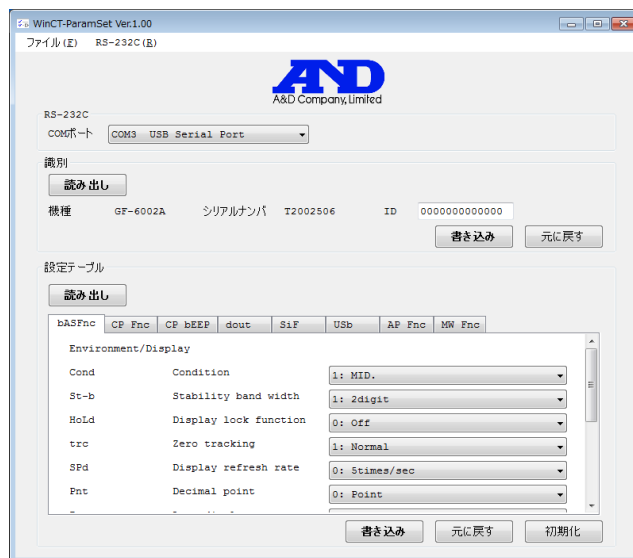 WinCT-ParamSet Ver.1.00
ファイル(F) RS-232C(R)
AND
A&D Company, Limited
RS-232C
COMポート COM3 USB Serial Port
識別
読み出し
機種 GF-6002A シリアルナンバ T2002506 ID 0000000000000
書き込み 元に戻す
設定テーブル
読み出し
bASFnc CP Fnc CP bEEP dout SiF USb AP Fnc MW Fnc
Environment/Display
Cond Condition 1: MID.
St-b Stability band width 1: 2digit
HoLd Display lock function 0: Off
trc Zero tracking 1: Normal
SPd Display refresh rate 0: 5times/sec
Pnt Decimal point 0: Point
書き込み 元に戻す 初期化